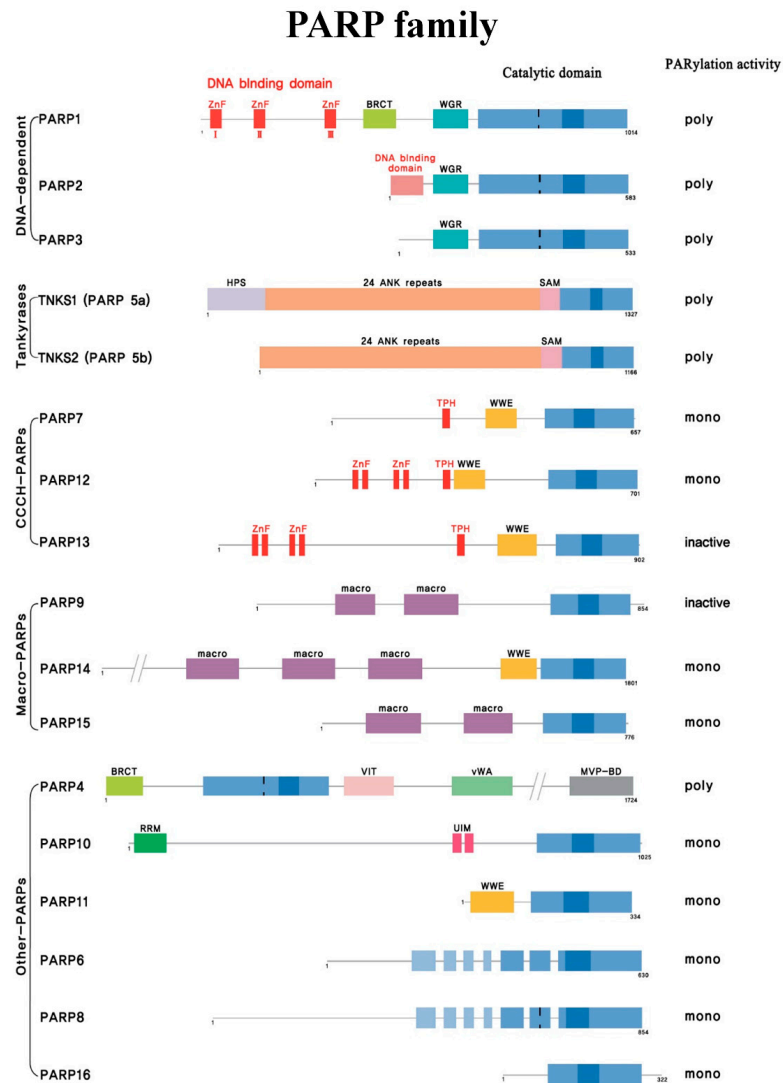 PARP family
Catalytic domain
PARylation activity
DNA-dependent
DNA bInding domain
ZnF ZnF ZnF BRCT WGR
PARP1 poly
1 I II III 1014
DNA bInding
domain
WGR
PARP2 poly
1 583
WGR
PARP3 poly
1 533
Tankyrases
HPS 24 ANK repeats SAM
TNKS1 (PARP 5a) poly
1 1327
24 ANK repeats SAM
TNKS2 (PARP 5b) poly
1 1166
CCCH-PARPs
TPH WWE
PARP7 mono
1 657
ZnF ZnF TPH WWE
PARP12 mono
1 701
ZnF ZnF TPH WWE
PARP13 inactive
1 902
Macro-PARPs
macro macro
PARP9 inactive
1 854
macro macro macro WWE
PARP14 mono
1 1801
macro macro
PARP15 mono
1 776
Other-PARPs
BRCT VIT vWA MVP-BD
PARP4 poly
1 1724
RRM UIM
PARP10 mono
1 1025
WWE
PARP11 mono
1 334
PARP6 mono
1 630
PARP8 mono
1 854
PARP16 mono
1 322